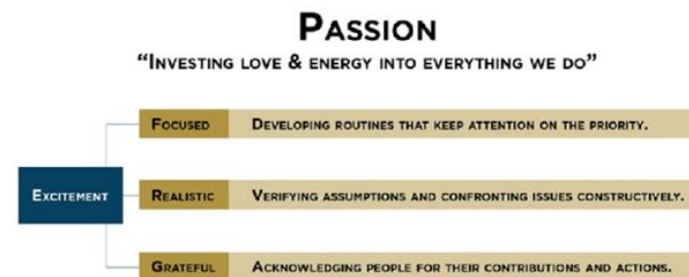 PASSION
“INVESTING LOVE & ENERGY INTO EVERYTHING WE DO”
FOCUSED DEVELOPING ROUTINES THAT KEEP ATTENTION ON THE PRIORITY.
EXCITEMENT REALISTIC VERIFYING ASSUMPTIONS AND CONFRONTING ISSUES CONSTRUCTIVELY.
GRATEFUL ACKNOWLEDGING PEOPLE FOR THEIR CONTRIBUTIONS AND ACTIONS.